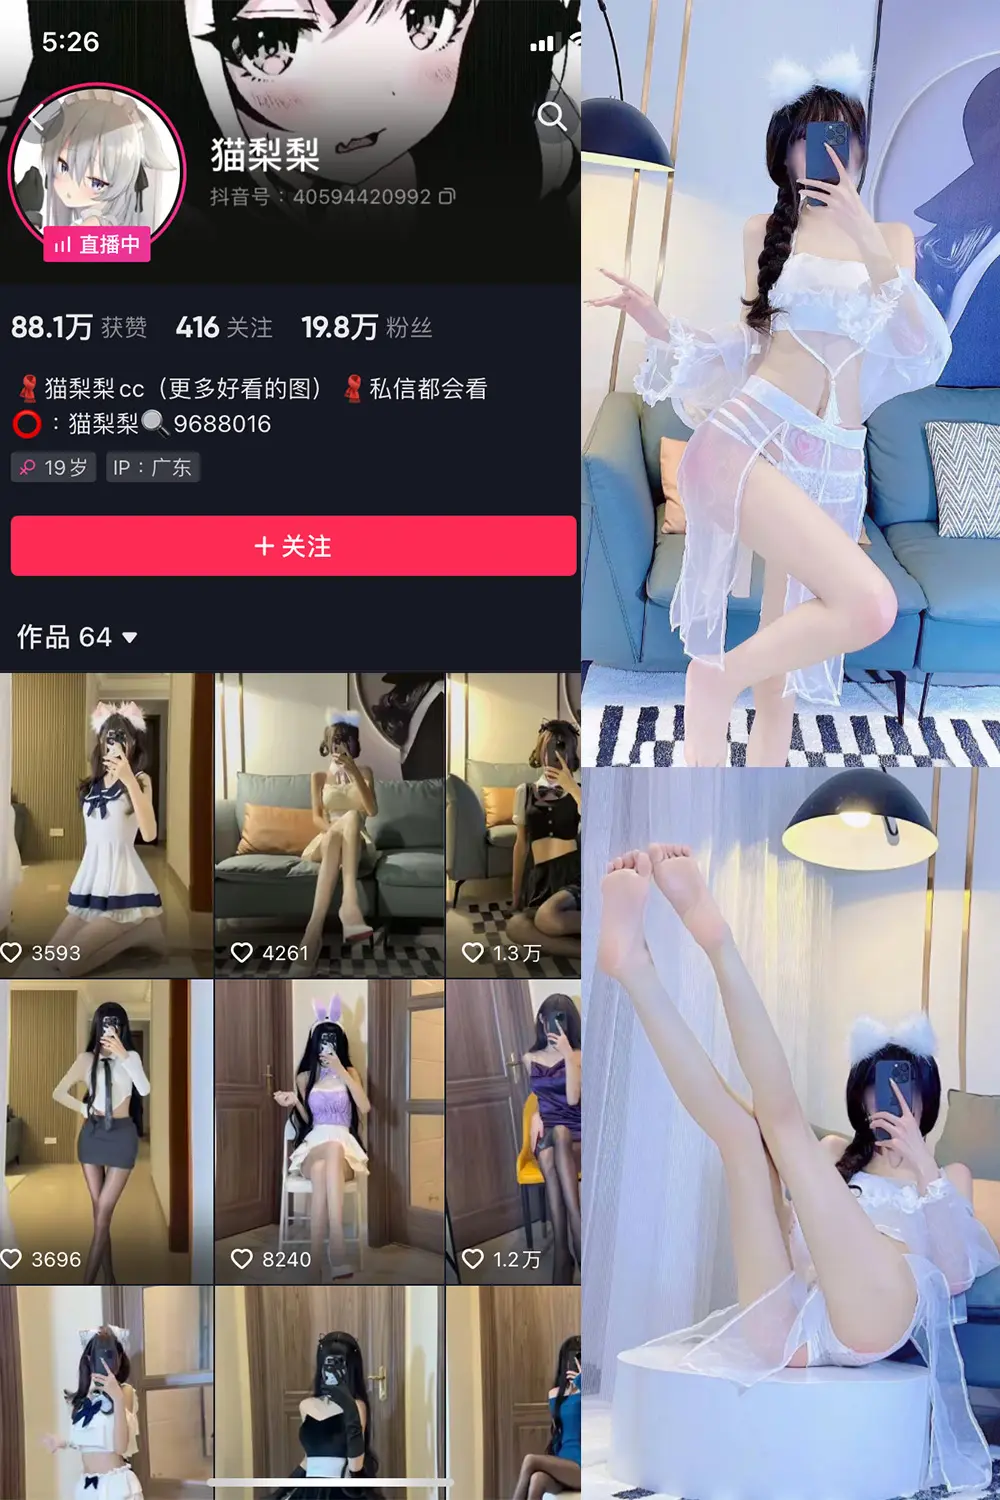 5:26
猫梨梨
抖音号：40594420992
直播中
88.1万 获赞 416 关注 19.8万 粉丝
猫梨梨cc（更多好看的图） 私信都会看
：猫梨梨 9688016
19岁 IP：广东
+ 关注
作品 64
3593 4261 1.3万
3696 8240 1.2万